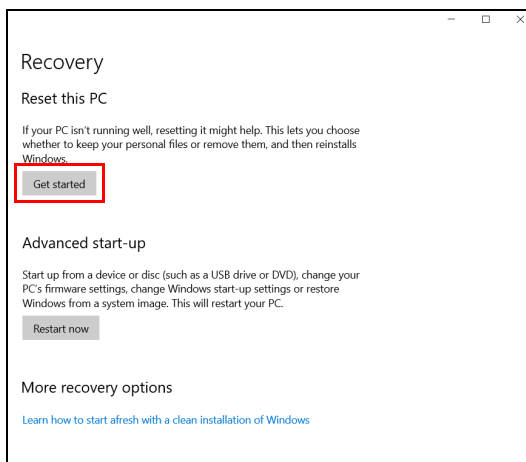 Recovery
Reset this PC
If your PC isn't running well, resetting it might help. This lets you choose
whether to keep your personal files or remove them, and then reinstalls
Windows.
Get started
Advanced start-up
Start up from a device or disc (such as a USB drive or DVD), change your
PC's firmware settings, change Windows start-up settings or restore
Windows from a system image. This will restart your PC.
Restart now
More recovery options
Learn how to start afresh with a clean installation of Windows